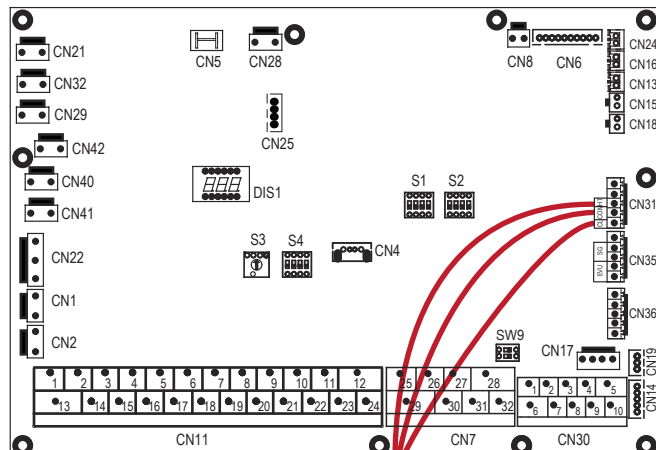 CN21
CN5
CN28
CN8
CN6
CN24
CN16
CN13
CN15
CN18
CN32
CN29
CN42
CN25
CN40
CN41
DIS1
S1
S2
CN31
CN22
S3
S4
CN4
SG
EVU
CN35
CN1
CN36
CN2
SW9
CN17
CN19
CN14
1 2 3 4 5 6 7 8 9 10 11 12
13 14 15 16 17 18 19 20 21 22 23 24
25 26 27 28
29 30 31 32
1 2 3 4 5
6 7 8 9 10
CN11
CN7
CN30